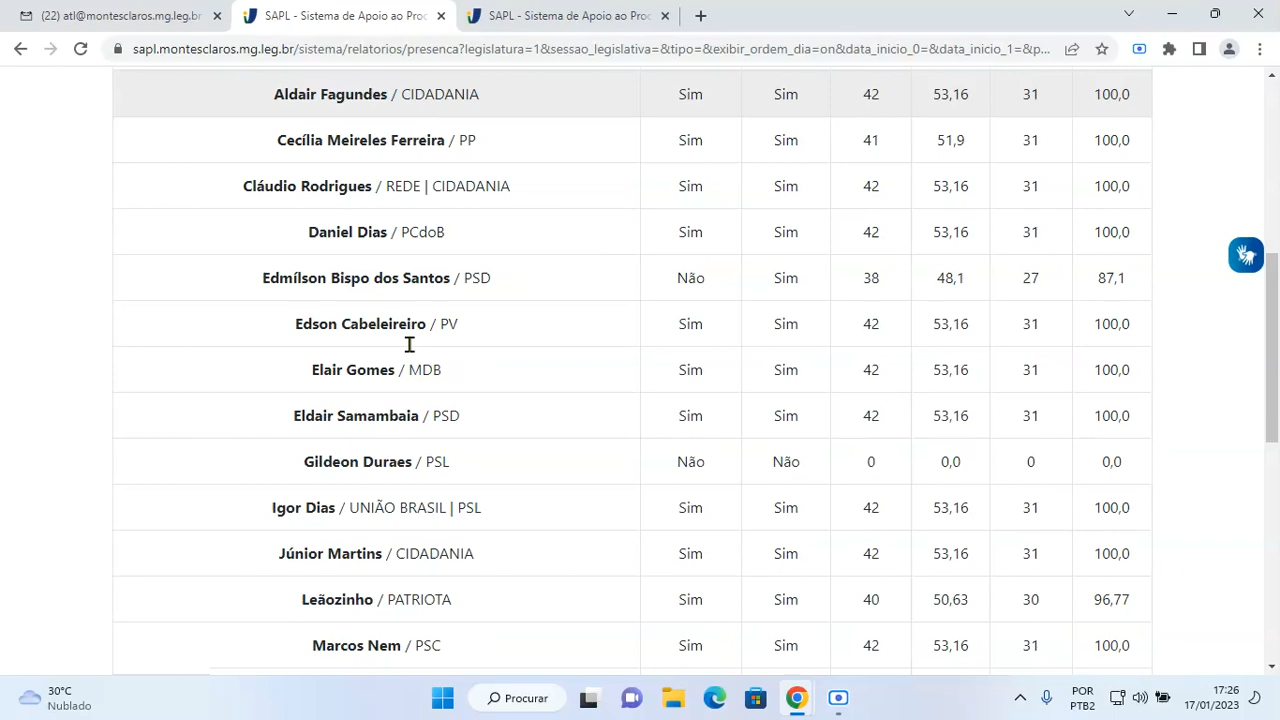 (22) atl@montesclaros.mg.leg.br
SAPL - Sistema de Apoio ao Proc
SAPL - Sistema de Apoio ao Proc
sapl.montesclaros.mg.leg.br/sistema/relatorios/presenca?legislatura=1&sessao_legislativa=&tipo=&exibir_ordem_dia=on&data_inicio_0=&data_inicio_1=&p...
Aldair Fagundes / CIDADANIA Sim Sim 42 53,16 31 100,0
Cecília Meireles Ferreira / PP Sim Sim 41 51,9 31 100,0
Cláudio Rodrigues / REDE | CIDADANIA Sim Sim 42 53,16 31 100,0
Daniel Dias / PCdoB Sim Sim 42 53,16 31 100,0
Edmílson Bispo dos Santos / PSD Não Sim 38 48,1 27 87,1
Edson Cabeleireiro / PV Sim Sim 42 53,16 31 100,0
Elair Gomes / MDB Sim Sim 42 53,16 31 100,0
Eldair Samambaia / PSD Sim Sim 42 53,16 31 100,0
Gildeon Duraes / PSL Não Não 0 0,0 0 0,0
Igor Dias / UNIÃO BRASIL | PSL Sim Sim 42 53,16 31 100,0
Júnior Martins / CIDADANIA Sim Sim 42 53,16 31 100,0
Leãozinho / PATRIOTA Sim Sim 40 50,63 30 96,77
Marcos Nem / PSC Sim Sim 42 53,16 31 100,0
30°C
Nublado
Procurar
POR
PTB2
17:26
17/01/2023